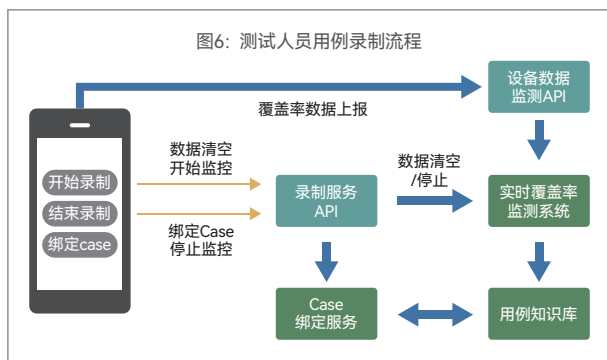 图6：测试人员用例录制流程
设备数据
监测API
覆盖率数据上报
数据清空
开始监控
数据清空
/停止
开始录制
结束录制
绑定case
录制服务
API
实时覆盖率
监测系统
绑定Case
停止监控
Case
绑定服务
用例知识库